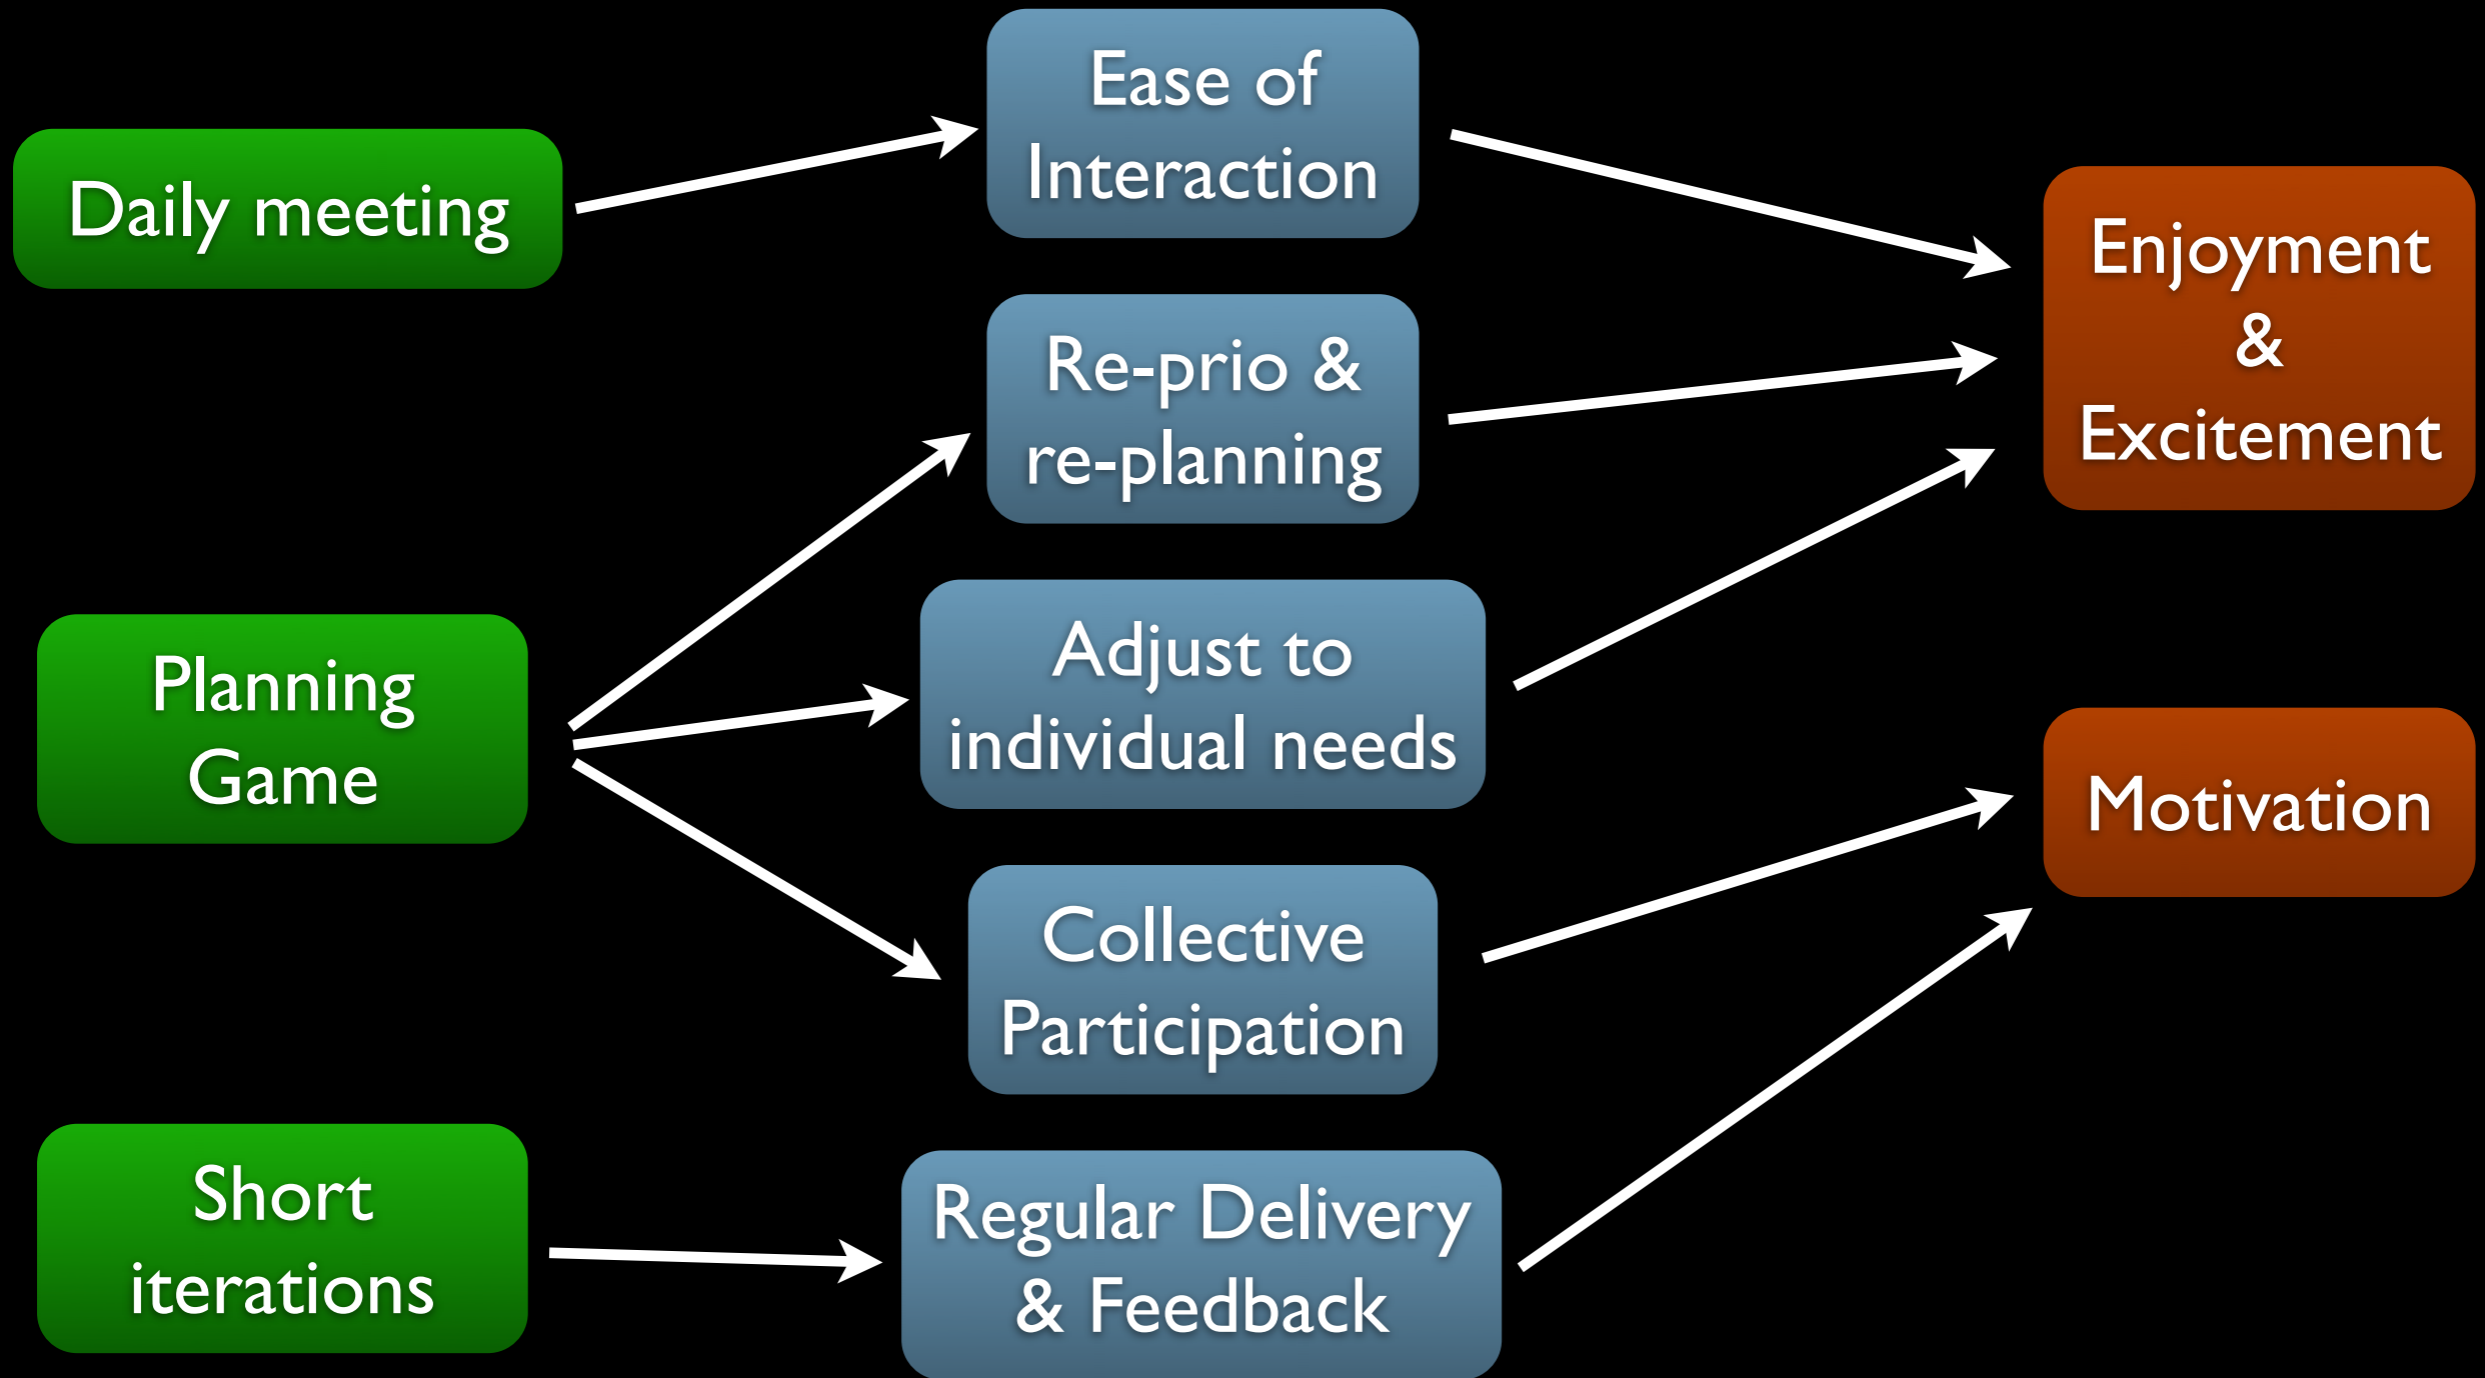 Daily meeting
Planning
Game
Short
iterations
Ease of
Interaction
Re-prio &
re-planning
Adjust to
individual needs
Collective
Participation
Regular Delivery
& Feedback
Enjoyment
&
Excitement
Motivation